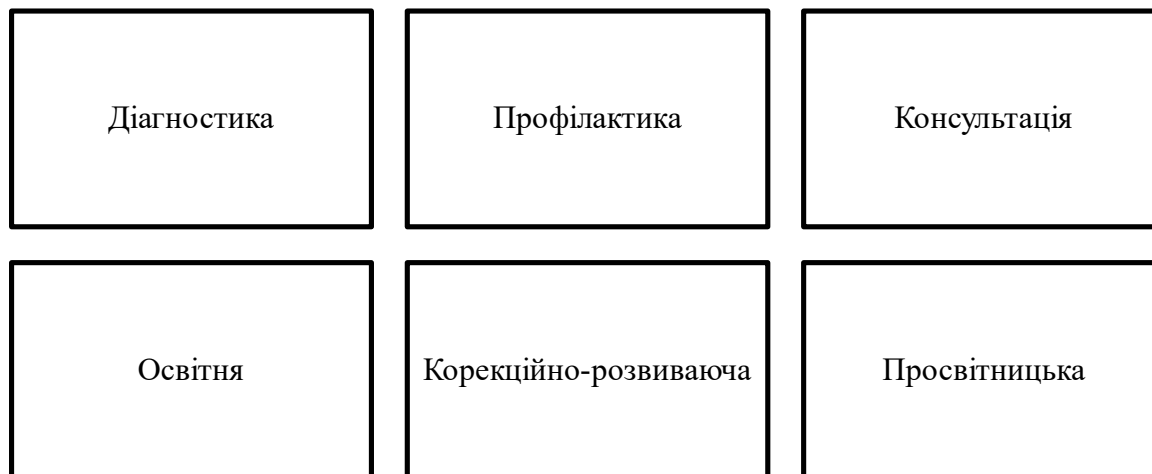 Діагностика
Профілактика
Консультація
Освітня
Корекційно-розвиваюча
Просвітницька